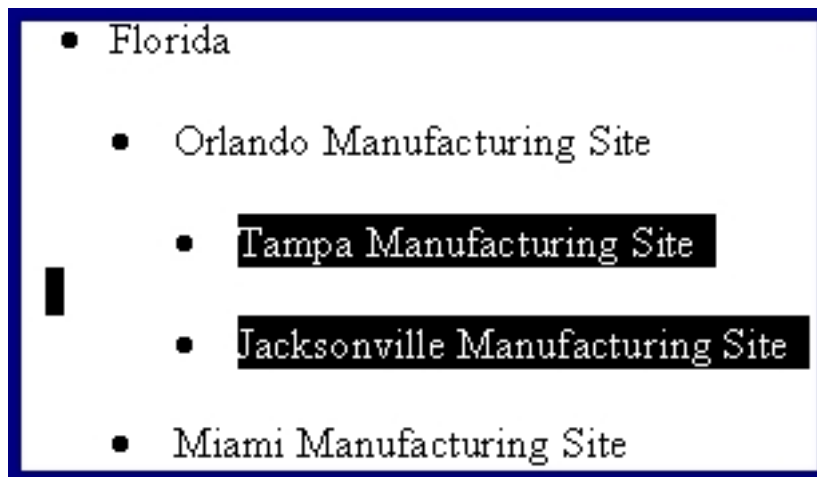 • Florida
• Orlando Manufacturing Site
• Tampa Manufacturing Site
• Jacksonville Manufacturing Site
• Miami Manufacturing Site